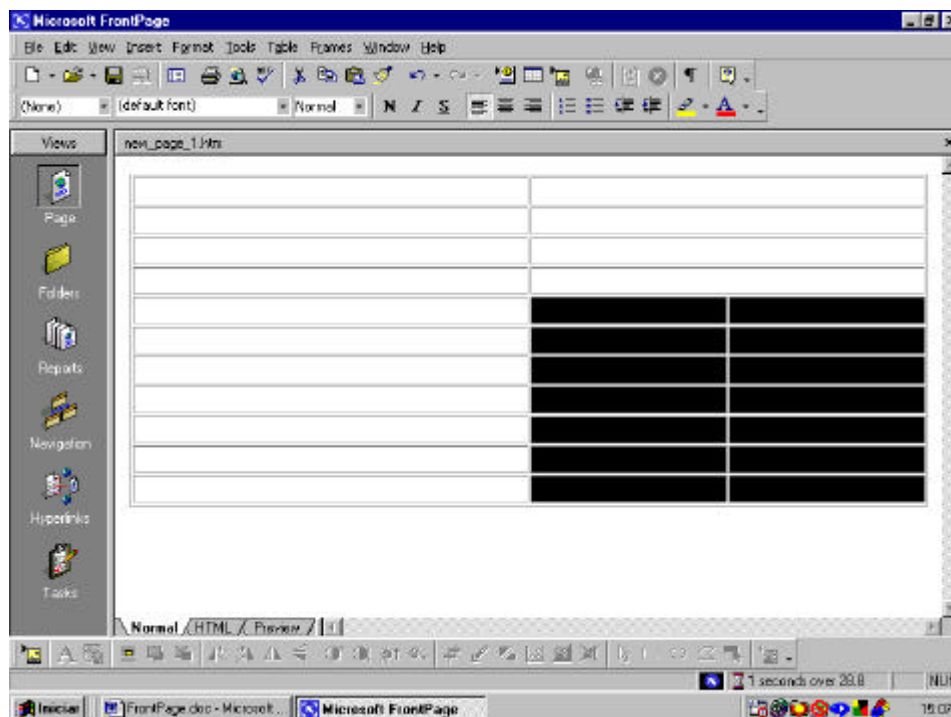 Microsoft FrontPage
File Edit View Insert Format Tools Table Frames Window Help
(None) (default font) Normal N I S
Views new_page_1.htm
Page
Folders
Reports
Navigation
Hyperlinks
Tasks
Normal HTML Preview
1 seconds over 28.8 NUM
Iniciar FrontPage.doc - Microsoft... Microsoft FrontPage